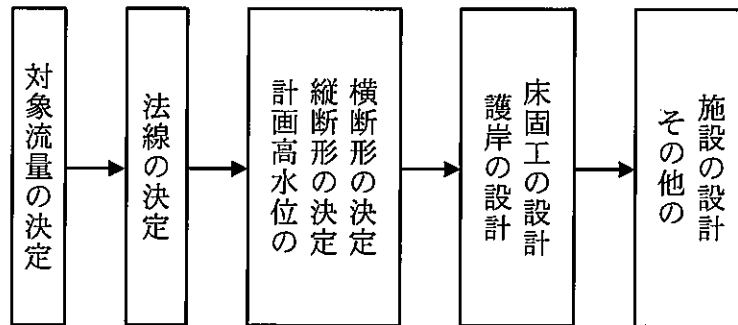 対象流量の決定
法線の決定
計画高水位の
縦断形の決定
横断形の決定
護岸の設計
床固工の設計
その他の
施設の設計